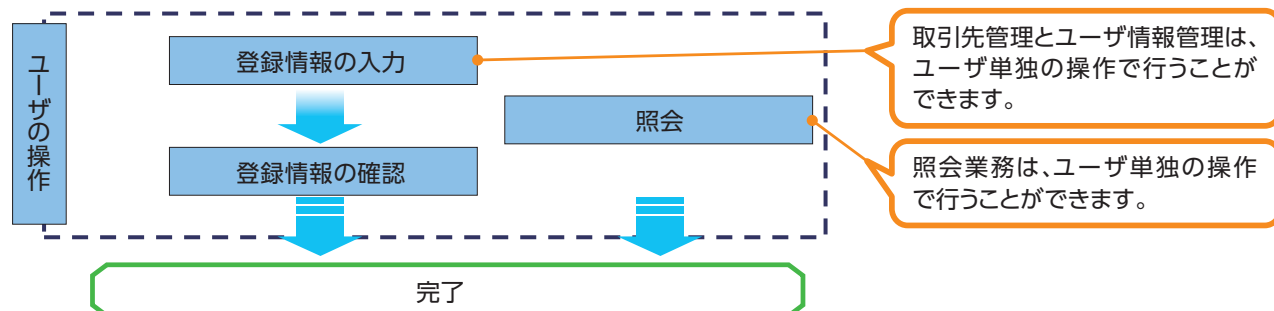 ユーザの操作
登録情報の入力
登録情報の確認
照会
完了
取引先管理とユーザ情報管理は、
ユーザ単独の操作で行うことが
できます。
照会業務は、ユーザ単独の操作
で行うことができます。